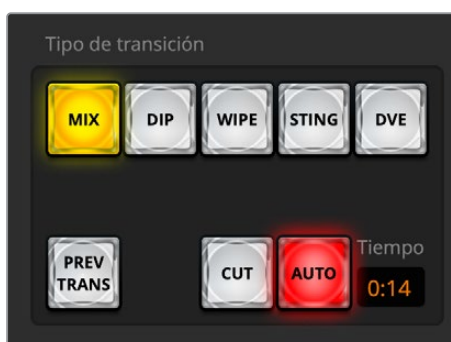 Tipo de transición
MIX DIP WIPE STING DVE
PREV TRANS CUT AUTO Tiempo
0:14